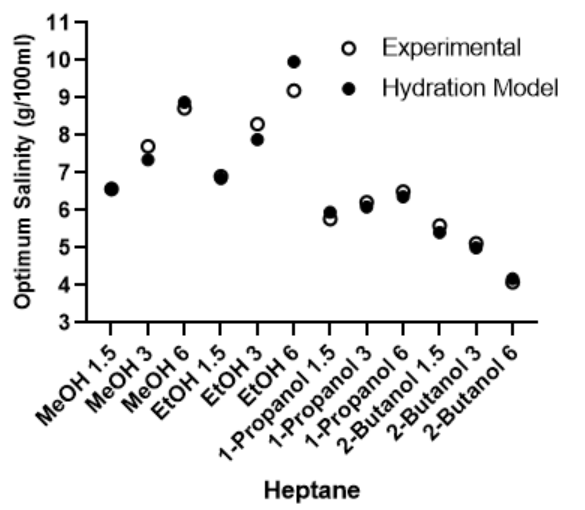 Optimum Salinity (g/100ml)
11
10
9
8
7
6
5
4
3
Experimental
Hydration Model
MeOH 1.5
MeOH 3
MeOH 6
EtOH 1.5
EtOH 3
EtOH 6
1-Propanol 1.5
1-Propanol 3
1-Propanol 6
2-Butanol 1.5
2-Butanol 3
2-Butanol 6
Heptane